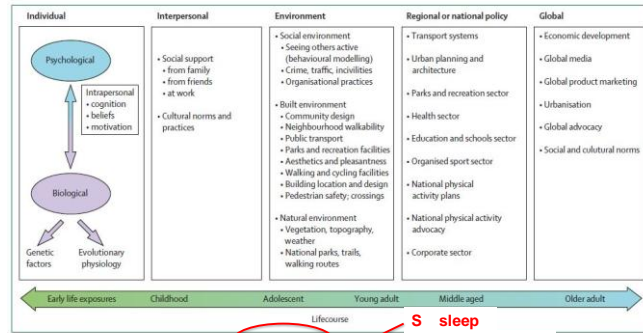 Individual
Psychological
Intrapersonal
• cognition
• beliefs
• motivation
Biological
Genetic
factors
Evolutionary
physiology
Interpersonal
• Social support
• from family
• from friends
• at work
• Cultural norms and
practices
Environment
• Social environment
• Seeing others active
(behavioural modelling)
• Crime, traffic, incivilities
• Organisational practices
• Built environment
• Community design
• Neighbourhood walkability
• Public transport
• Parks and recreation facilities
• Aesthetics and pleasantness
• Walking and cycling facilities
• Building location and design
• Pedestrian safety; crossings
• Natural environment
• Vegetation, topography,
weather
• National parks, trails,
walking routes
Regional or national policy
• Transport systems
• Urban planning and
architecture
• Parks and recreation sector
• Health sector
• Education and schools sector
• Organised sport sector
• National physical
activity plans
• National physical activity
advocacy
• Corporate sector
Global
• Economic development
• Global media
• Global product marketing
• Urbanisation
• Global advocacy
• Social and culutural norms
Early life exposures Childhood Adolescent Young adult Middle aged Older adult
Lifecourse
S sleep